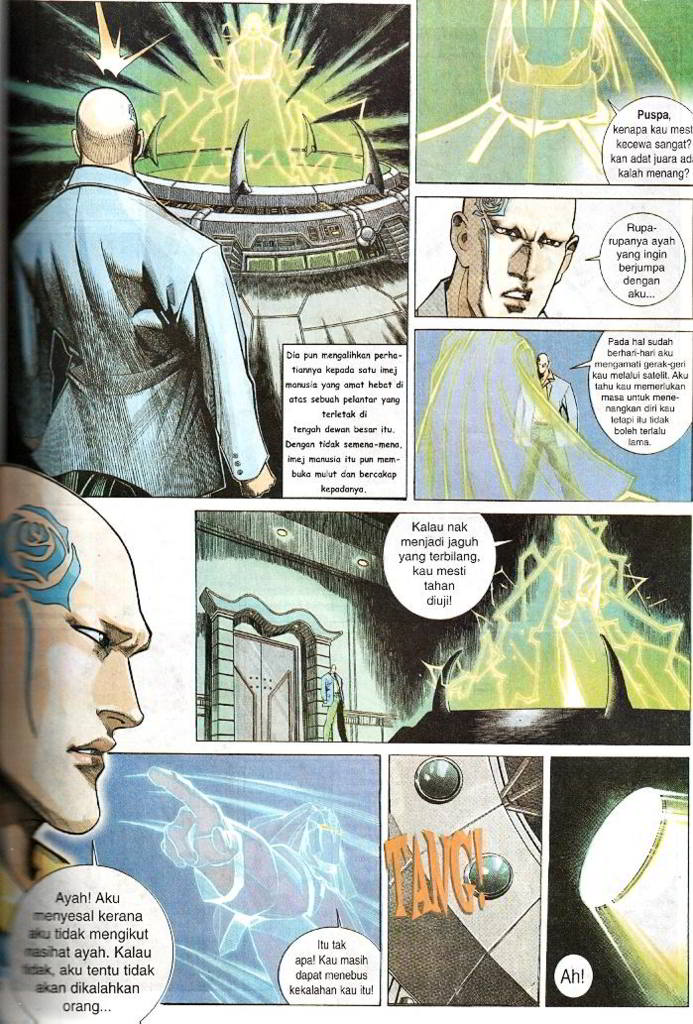 Dia pun mengalihkan perha-
tiannya kepada satu imej
manusia yang amat hebat di
atas sebuah pelantar yang
terletak di
tengah dewan besar itu.
Dengan tidak semena-mena,
imej manusia itu pun mem-
buka mulut dan bercakap
kepadanya.
Puspa,
kenapa kau mest
kecewa sangat?
kan adat juara ad
kalah menang?
Rupa-
rupanya ayah
yang ingin
berjumpa
dengan
aku...
Pada hal sudah
berhari-hari aku
mengamati gerak-geri
kau melalui satelit. Aku
tahu kau memerlukan
masa untuk mene-
nangkan diri kau
tetapi itu tidak
boleh terlalu
lama.
Kalau nak
menjadi jaguh
yang terbilang,
kau mesti
tahan
diuji!
Ayah! Aku
menyesal kerana
aku tidak mengikut
nasihat ayah. Kalau
tidak, aku tentu tidak
akan dikalahkan
orang...
Itu tak
apa! Kau masih
dapat menebus
kekalahan kau itu!
TANG!
Ah!